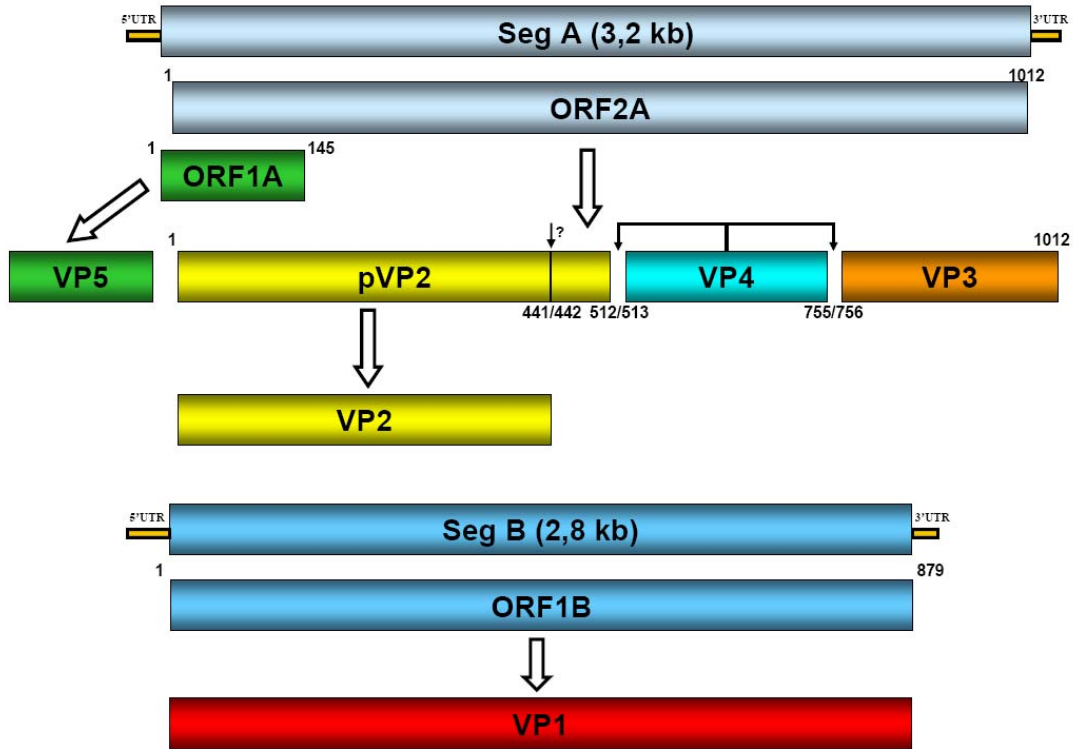 5'UTR
3'UTR
Seg A (3,2 kb)
1
1012
ORF2A
1
145
ORF1A
?
1
1012
VP5
pVP2
VP4
VP3
441/442
512/513
755/756
VP2
5'UTR
3'UTR
Seg B (2,8 kb)
1
879
ORF1B
VP1